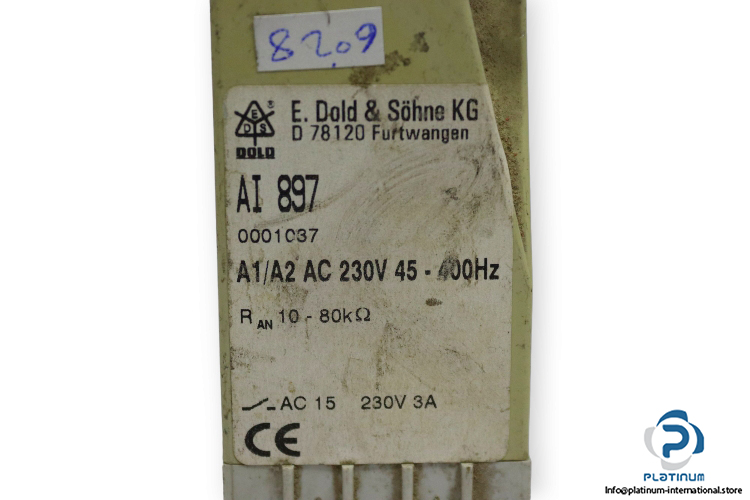 8209
E. Dold & Söhne KG
D 78120 Furtwangen
E
D S
®
DOLD
AI 897
0001037
A1/A2 AC 230V 45 - 400Hz
R AN 10 - 80kΩ
AC 15 230V 3A
CE
PLATINUM
Info@platinum-international.store